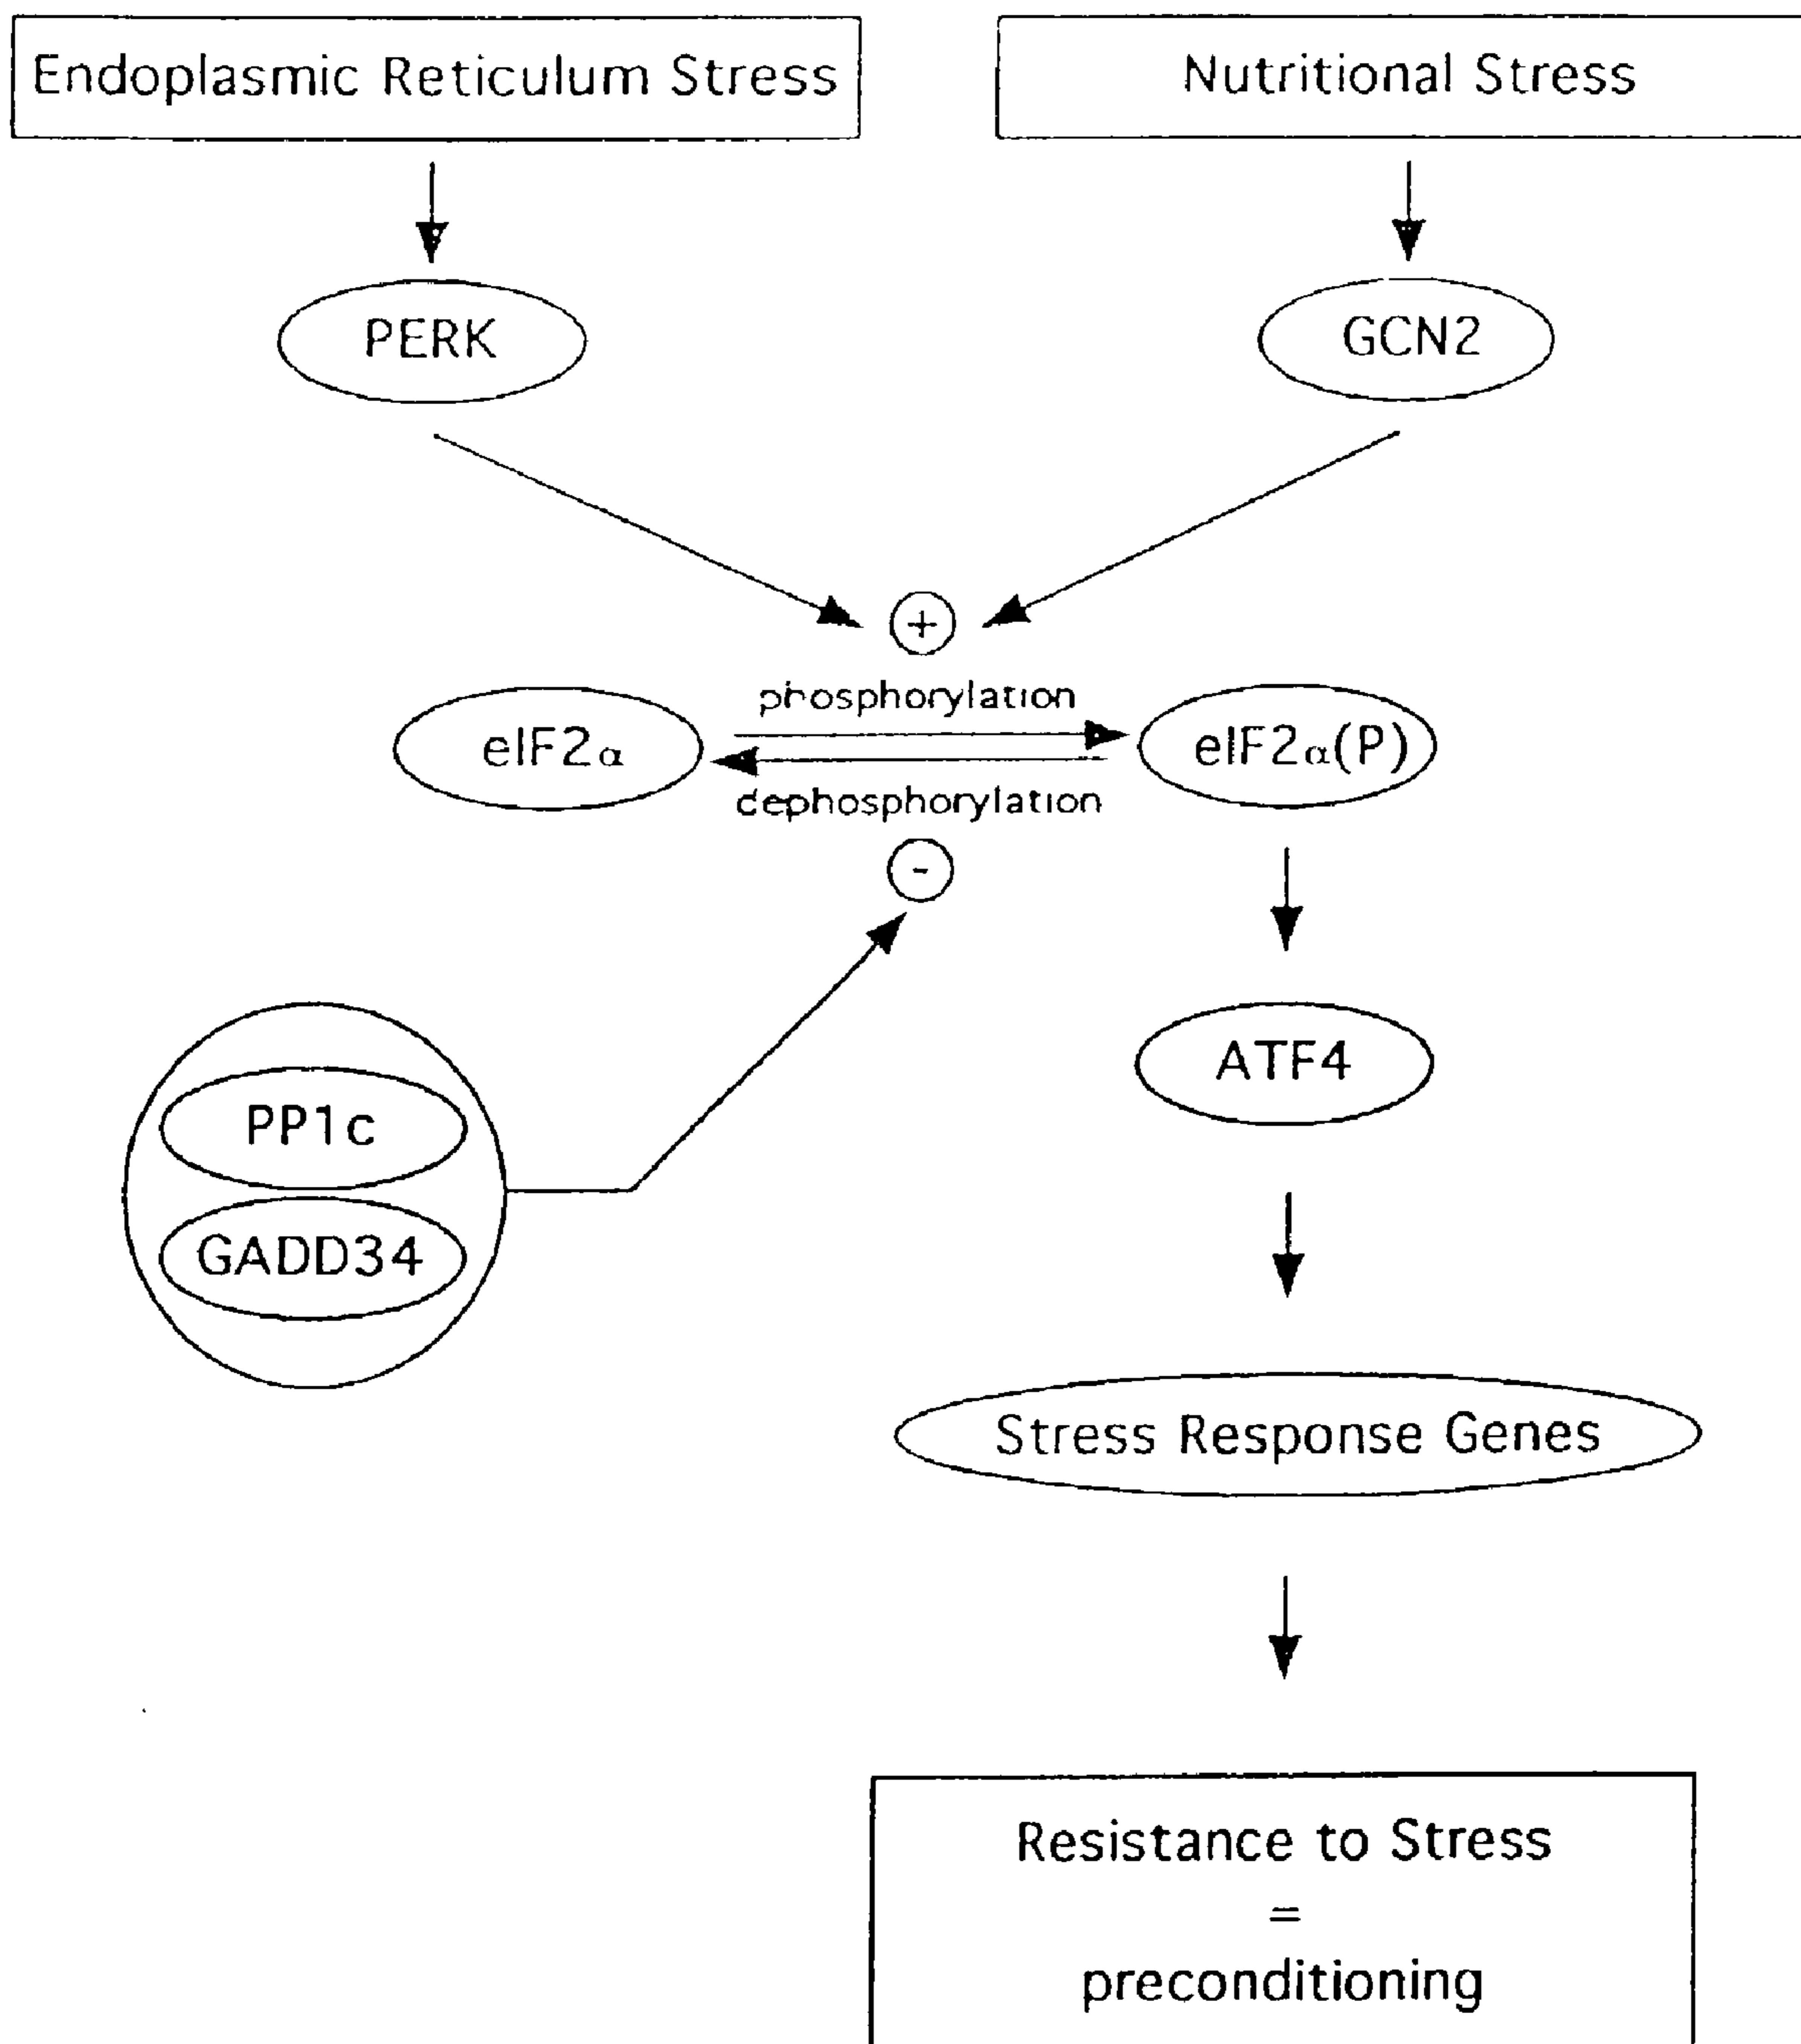 Endoplasmic Reticulum Stress
Nutritional Stress
PERK
GCN2
+
phosphorylation
eIF2α
eIF2α(P)
dephosphorylation
-
ATF4
PP1c
GADD34
Stress Response Genes
Resistance to Stress
=
preconditioning